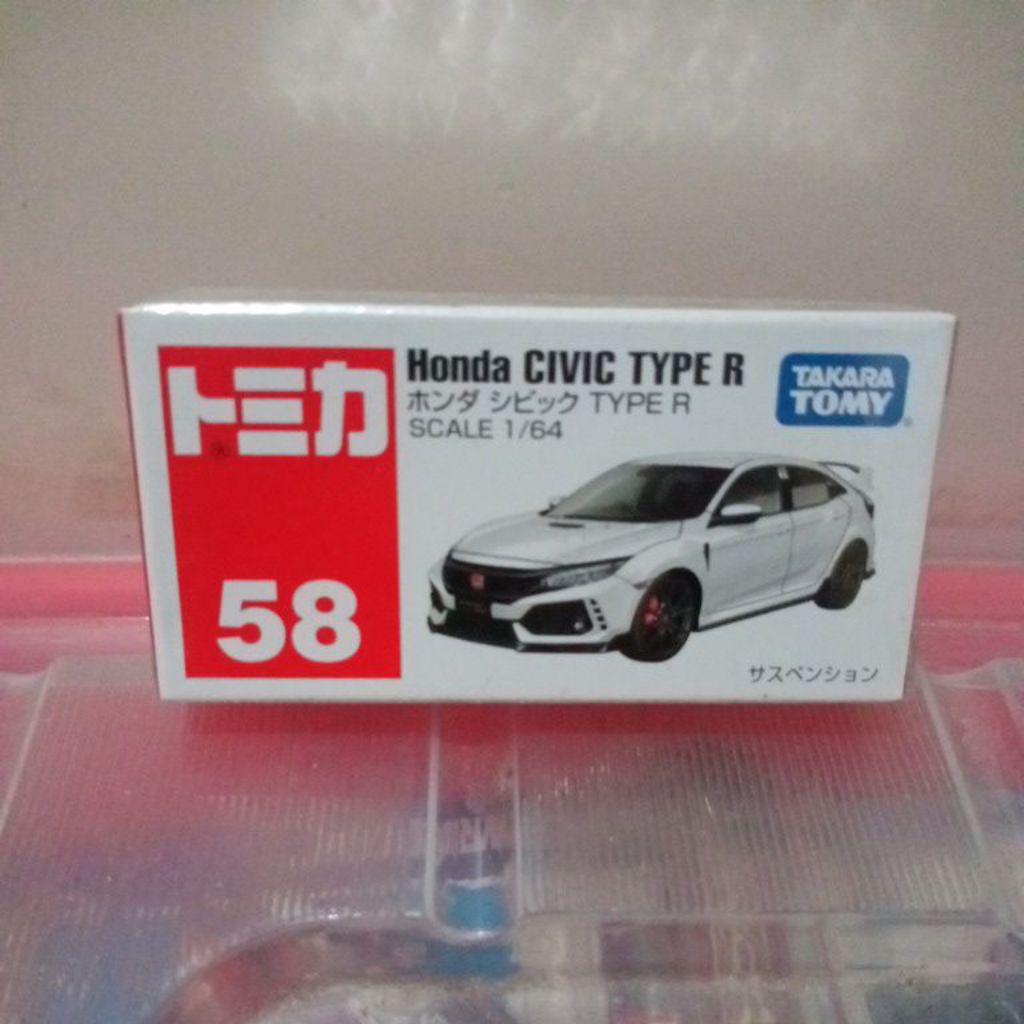 トミカ
58
Honda CIVIC TYPE R
ホンダ シビック TYPE R
SCALE 1/64
TAKARA
TOMY
サスペンション